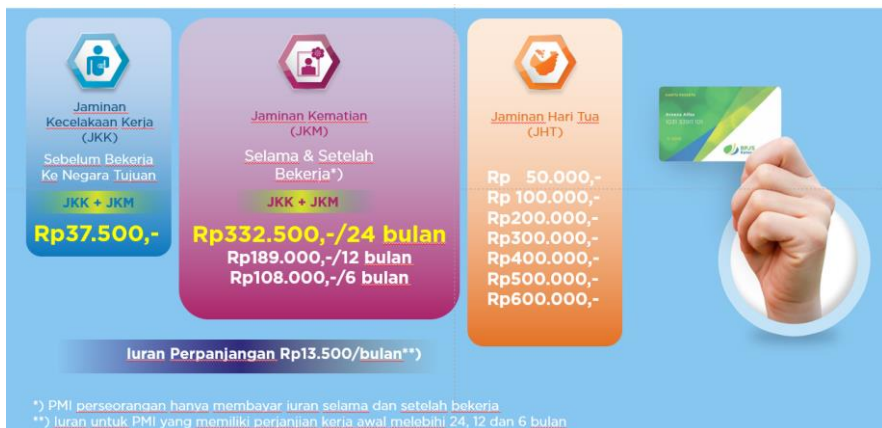 Jaminan
Kecelakaan Kerja
(JKK)
Sebelum Bekerja
Ke Negara Tujuan
JKK + JKM
Rp37.500,-
Jaminan Kematian
(JKM)
Selama & Setelah
Bekerja*)
JKK + JKM
Rp332.500,-/24 bulan
Rp189.000,-/12 bulan
Rp108.000,-/6 bulan
Jaminan Hari Tua
(JHT)
Rp 50.000,-
Rp 100.000,-
Rp200.000,-
Rp300.000,-
Rp400.000,-
Rp500.000,-
Rp600.000,-
Iuran Perpanjangan Rp13.500/bulan**)
*) PMI perseorangan hanya membayar iuran selama dan setelah bekerja
**) Iuran untuk PMI yang memiliki perjanjian kerja awal melebihi 24, 12 dan 6 bulan